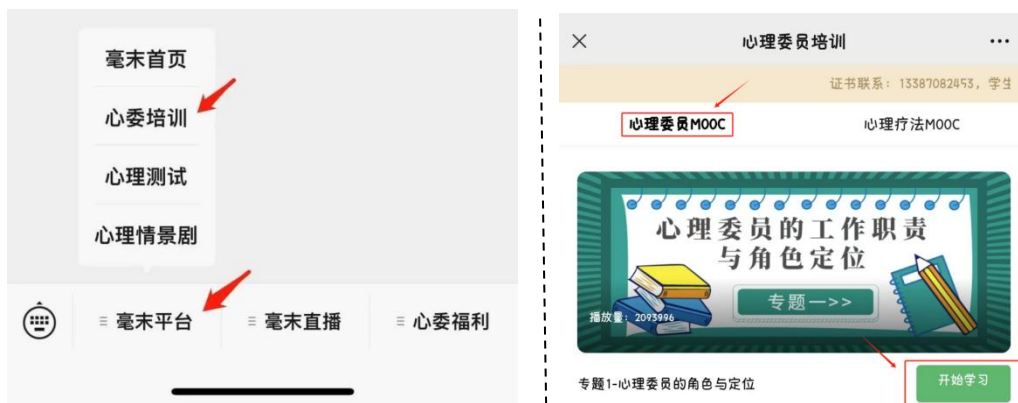 毫末首页
心委培训
心理测试
心理情景剧
毫末平台
毫末直播
心委福利
心理委员培训
证书联系：13387082453，学生
心理委员MOOC
心理疗法MOOC
心理委员的工作职责
与角色定位
专题一>>
播放量：2093996
专题1-心理委员的角色与定位
开始学习